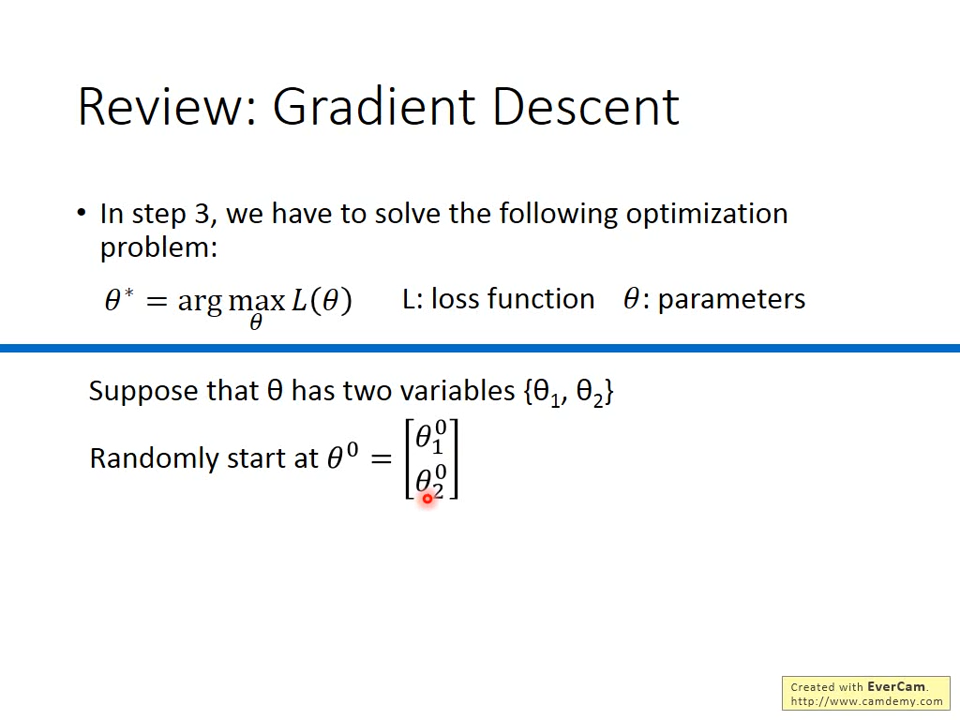 Review: Gradient Descent
• In step 3, we have to solve the following optimization
problem:
θ* = arg max_θ L(θ)    L: loss function    θ: parameters
Suppose that θ has two variables {θ₁, θ₂}
Randomly start at θ⁰ = [θ₁⁰ θ₂⁰]
Created with EverCam.
http://www.camdemy.com